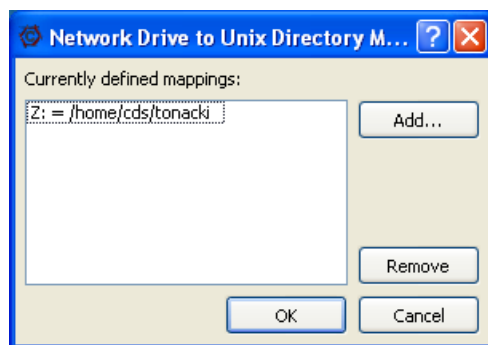 Network Drive to Unix Directory M...
Currently defined mappings:
Z: = /home/cds/tonacki
Add...
Remove
OK
Cancel